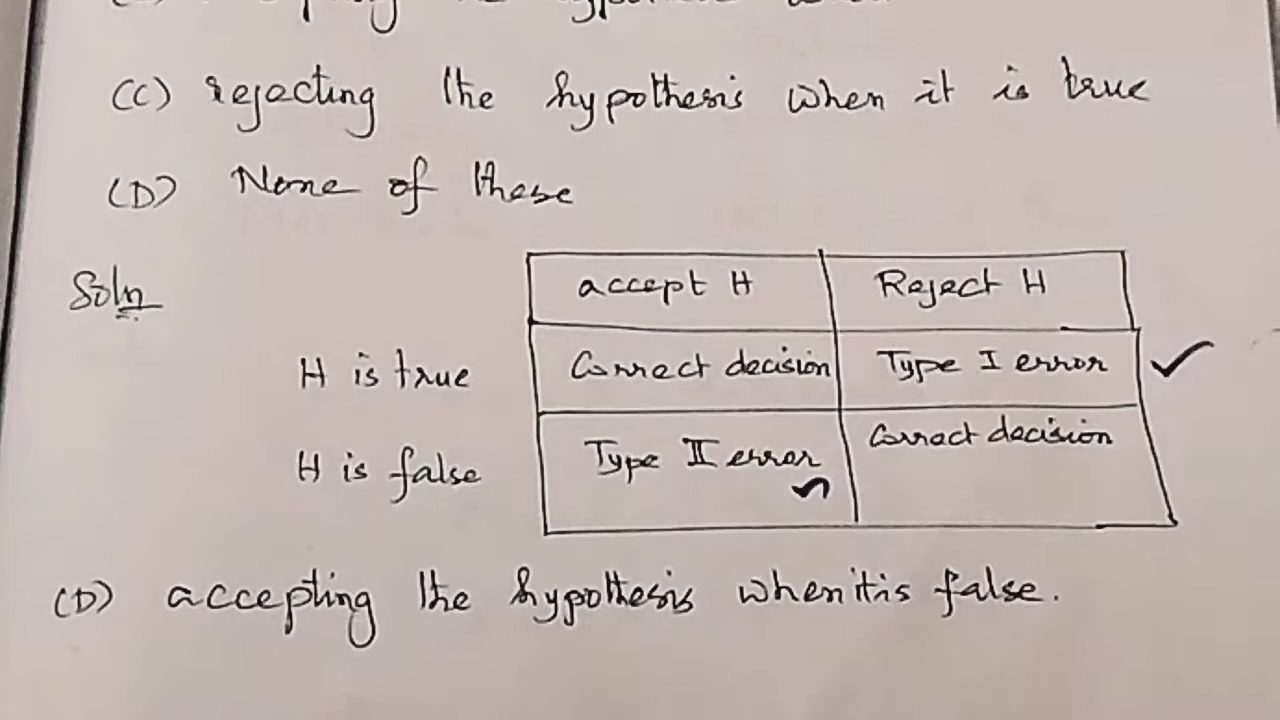 (C) rejecting the hypothesis when it is true
(D) None of these
Soln
accept H Reject H
H is true Correct decision Type I error
H is false Type II error Correct decision
(D) accepting the hypothesis when it is false.